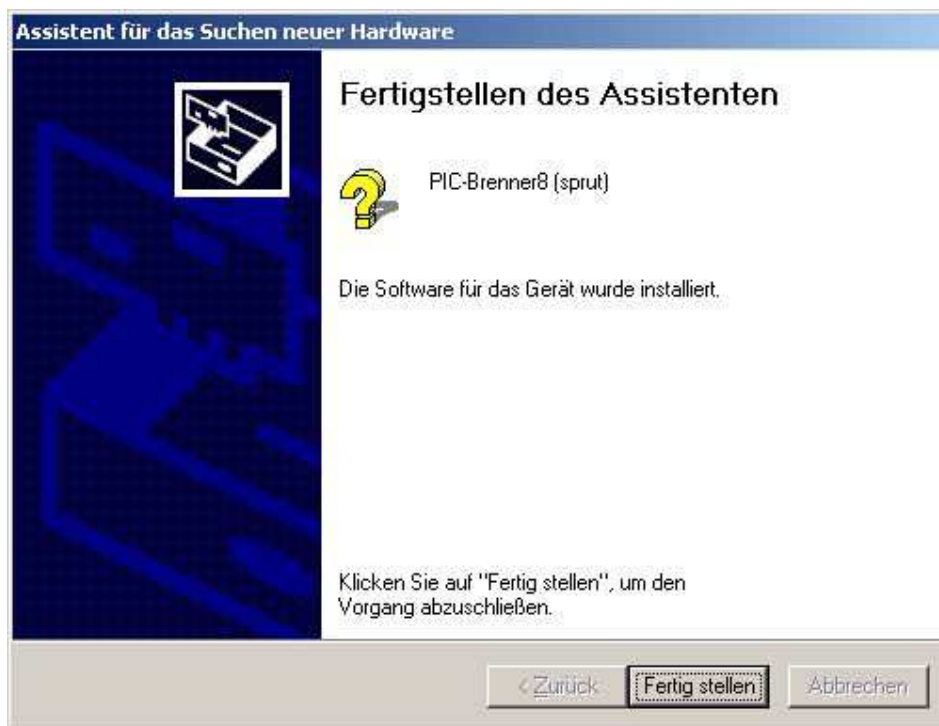 Assistent für das Suchen neuer Hardware
Fertigstellen des Assistenten
PIC-Brenner8 (sprut)
Die Software für das Gerät wurde installiert.
Klicken Sie auf "Fertig stellen", um den
Vorgang abzuschließen.
< Zurück Fertig stellen Abbrechen